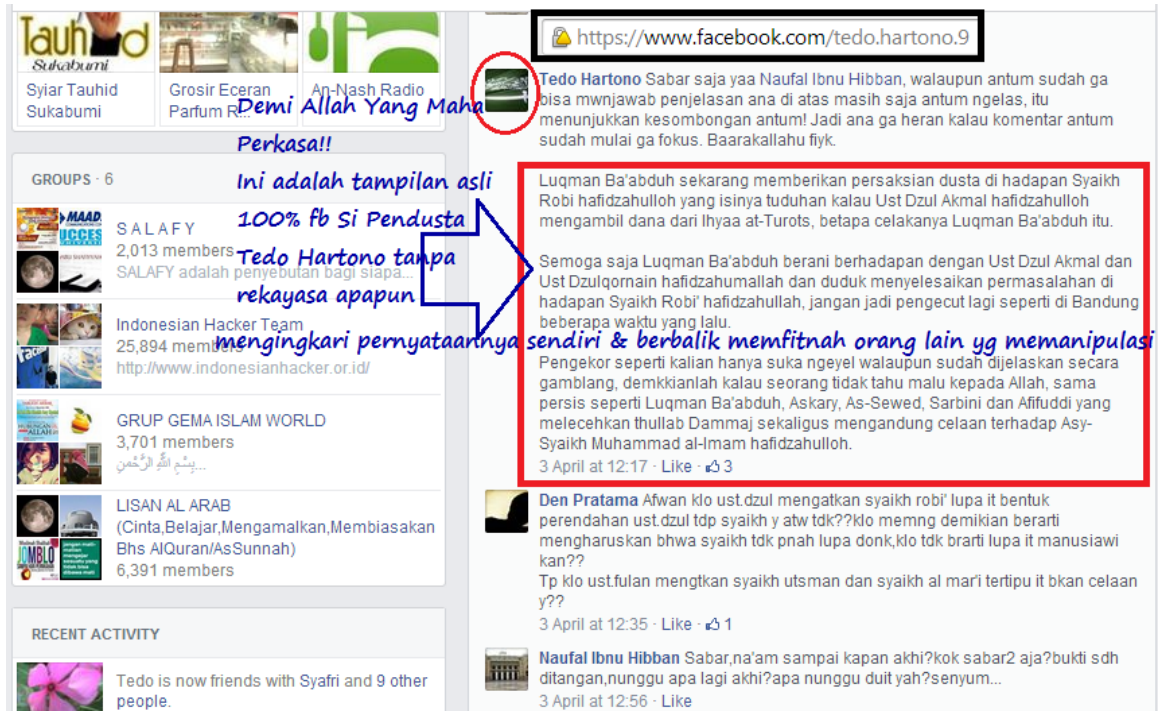 Tauhid
Sukabumi
Syiar Tauhid
Sukabumi
Grosir Eceran
Parfum R...
An-Nash Radio
GROUPS · 6
S A L A F Y
2,013 members
SALAFY adalah penyebutan bagi siapa...
Indonesian Hacker Team
25,894 members
http://www.indonesianhacker.or.id/
GRUP GEMA ISLAM WORLD
3,701 members
بِسْمِ اللَّهِ الرَّحْمنِ...
LISAN AL ARAB
(Cinta,Belajar,Mengamalkan,Membiasakan
Bhs AlQuran/AsSunnah)
6,391 members
RECENT ACTIVITY
Tedo is now friends with Syafri and 9 other
people.
Demi Allah Yang Maha
Perkasa!!
Ini adalah tampilan asli
100% fb Si Pendusta
Tedo Hartono tanpa
rekayasa apapun
mengingkari pernyataannya sendiri & berbalik memfitnah orang lain yg memanipulasi
https://www.facebook.com/tedo.hartono.9
Tedo Hartono Sabar saja yaa Naufal Ibnu Hibban, walaupun antum sudah ga
bisa mwnjawab penjelasan ana di atas masih saja antum ngelas, itu
menunjukkan kesombongan antum! Jadi ana ga heran kalau komentar antum
sudah mulai ga fokus. Baarakallahu fiyk.
Luqman Ba'abduh sekarang memberikan persaksian dusta di hadapan Syaikh
Robi hafidzahulloh yang isinya tuduhan kalau Ust Dzul Akmal hafidzahulloh
mengambil dana dari Ihyaa at-Turots, betapa celakanya Luqman Ba'abduh itu.
Semoga saja Luqman Ba'abduh berani berhadapan dengan Ust Dzul Akmal dan
Ust Dzulqornain hafidzahumallah dan duduk menyelesaikan permasalahan di
hadapan Syaikh Robi' hafidzahullah, jangan jadi pengecut lagi seperti di Bandung
beberapa waktu yang lalu.
Pengekor seperti kalian hanya suka ngeyel walaupun sudah dijelaskan secara
gamblang, demkkianlah kalau seorang tidak tahu malu kepada Allah, sama
persis seperti Luqman Ba'abduh, Askary, As-Sewed, Sarbini dan Afifuddi yang
melecehkan thullab Dammaj sekaligus mengandung celaan terhadap Asy-
Syaikh Muhammad al-Imam hafidzahulloh.
3 April at 12:17 · Like · 3
Den Pratama Afwan klo ust.dzul mengatkan syaikh robi' lupa it bentuk
perendahan ust.dzul tdp syaikh y atw tdk??klo memng demikian berarti
mengharuskan bhwa syaikh tdk pnah lupa donk,klo tdk brarti lupa it manusiawi
kan??
Tp klo ust.fulan mengtkan syaikh utsman dan syaikh al mar'i tertipu it bkan celaan
y??
3 April at 12:35 · Like · 1
Naufal Ibnu Hibban Sabar,na'am sampai kapan akhi?kok sabar2 aja?bukti sdh
ditangan,nunggu apa lagi akhi?apa nunggu duit yah?senyum...
3 April at 12:56 · Like